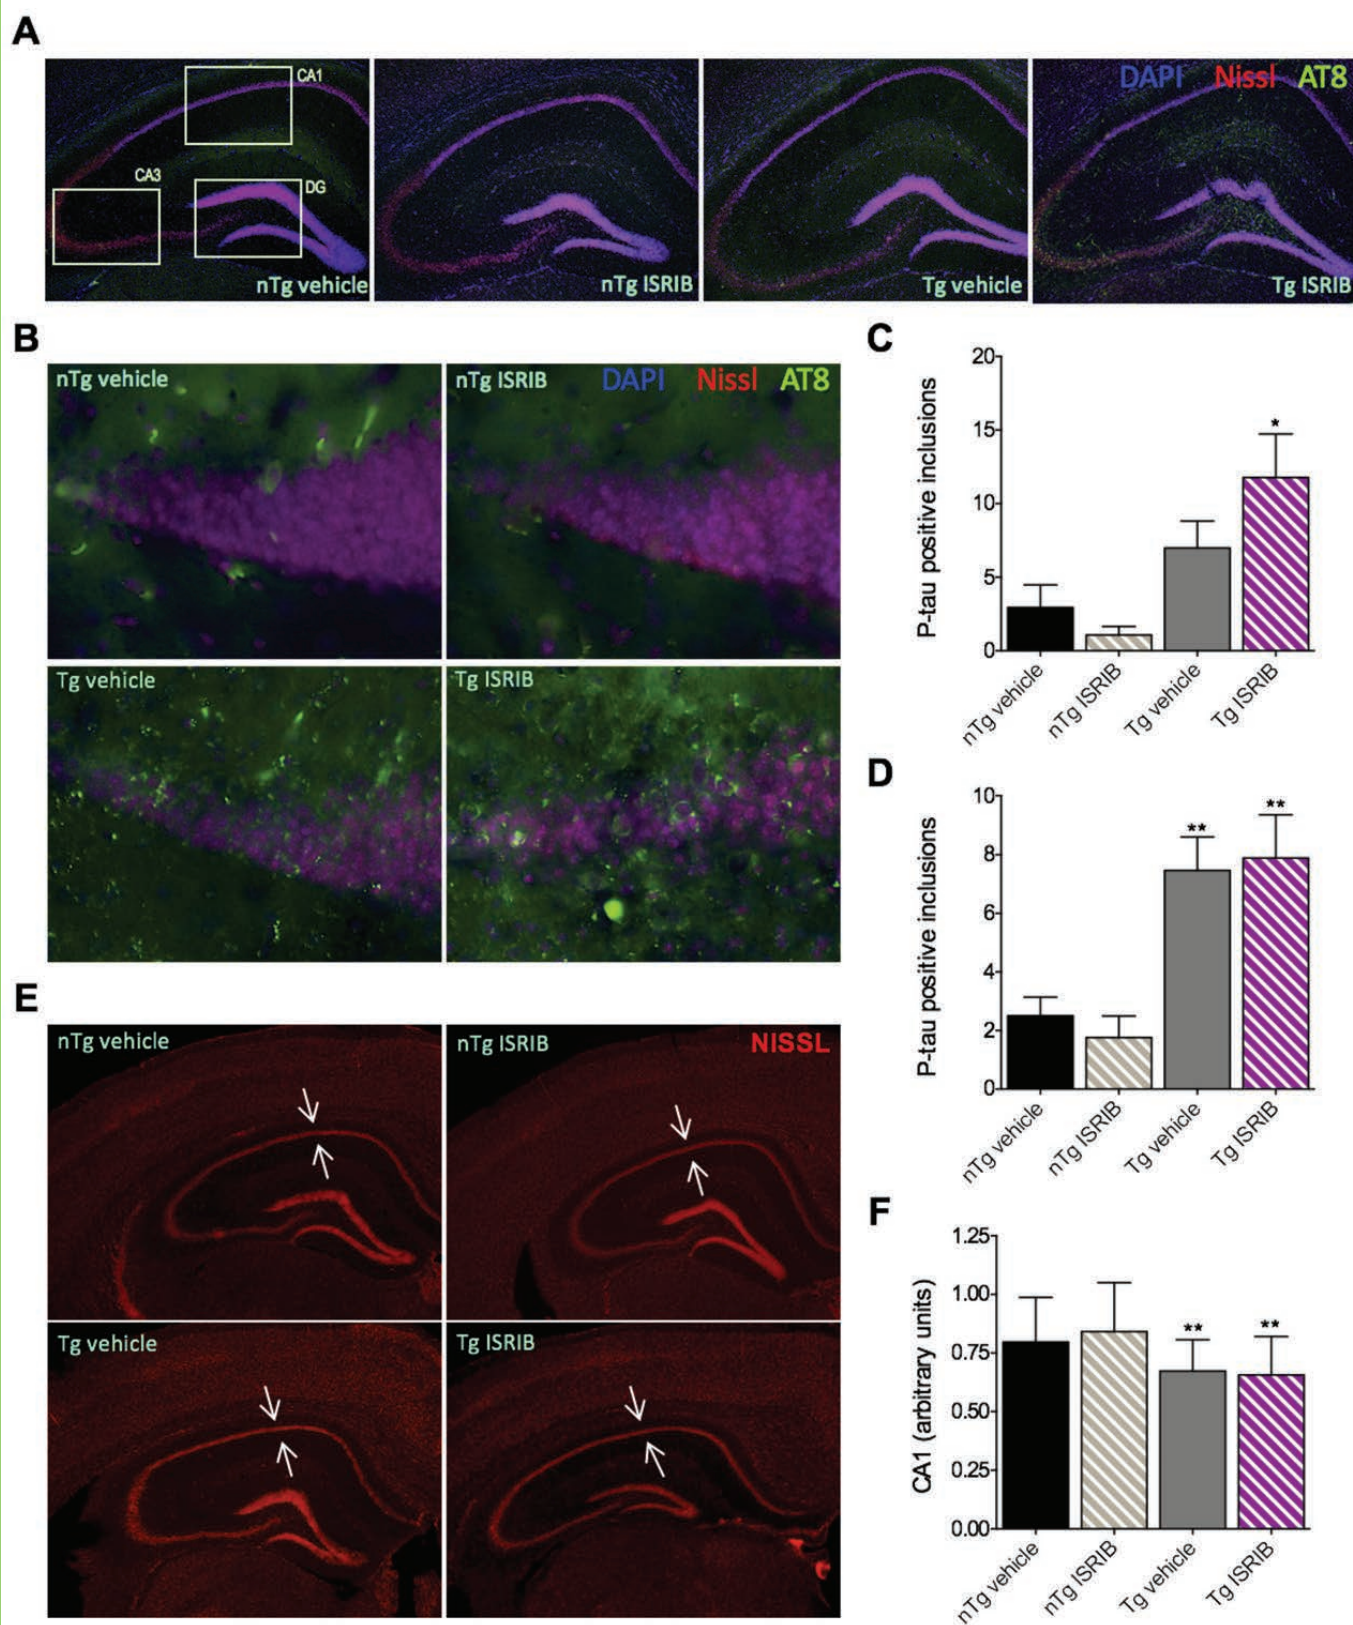 A
CA1
CA3
DG
nTg vehicle
nTg ISRIB
Tg vehicle
DAPI Nissl AT8
Tg ISRIB
B
nTg vehicle
nTg ISRIB
DAPI Nissl AT8
Tg vehicle
Tg ISRIB
C
P-tau positive inclusions
20
15
10
5
0
*
nTg vehicle
nTg ISRIB
Tg vehicle
Tg ISRIB
D
P-tau positive inclusions
10
8
6
4
2
0
**
**
nTg vehicle
nTg ISRIB
Tg vehicle
Tg ISRIB
E
nTg vehicle
nTg ISRIB
NISSL
Tg vehicle
Tg ISRIB
F
CA1 (arbitrary units)
1.25
1.00
0.75
0.50
0.25
0.00
**
**
nTg vehicle
nTg ISRIB
Tg vehicle
Tg ISRIB